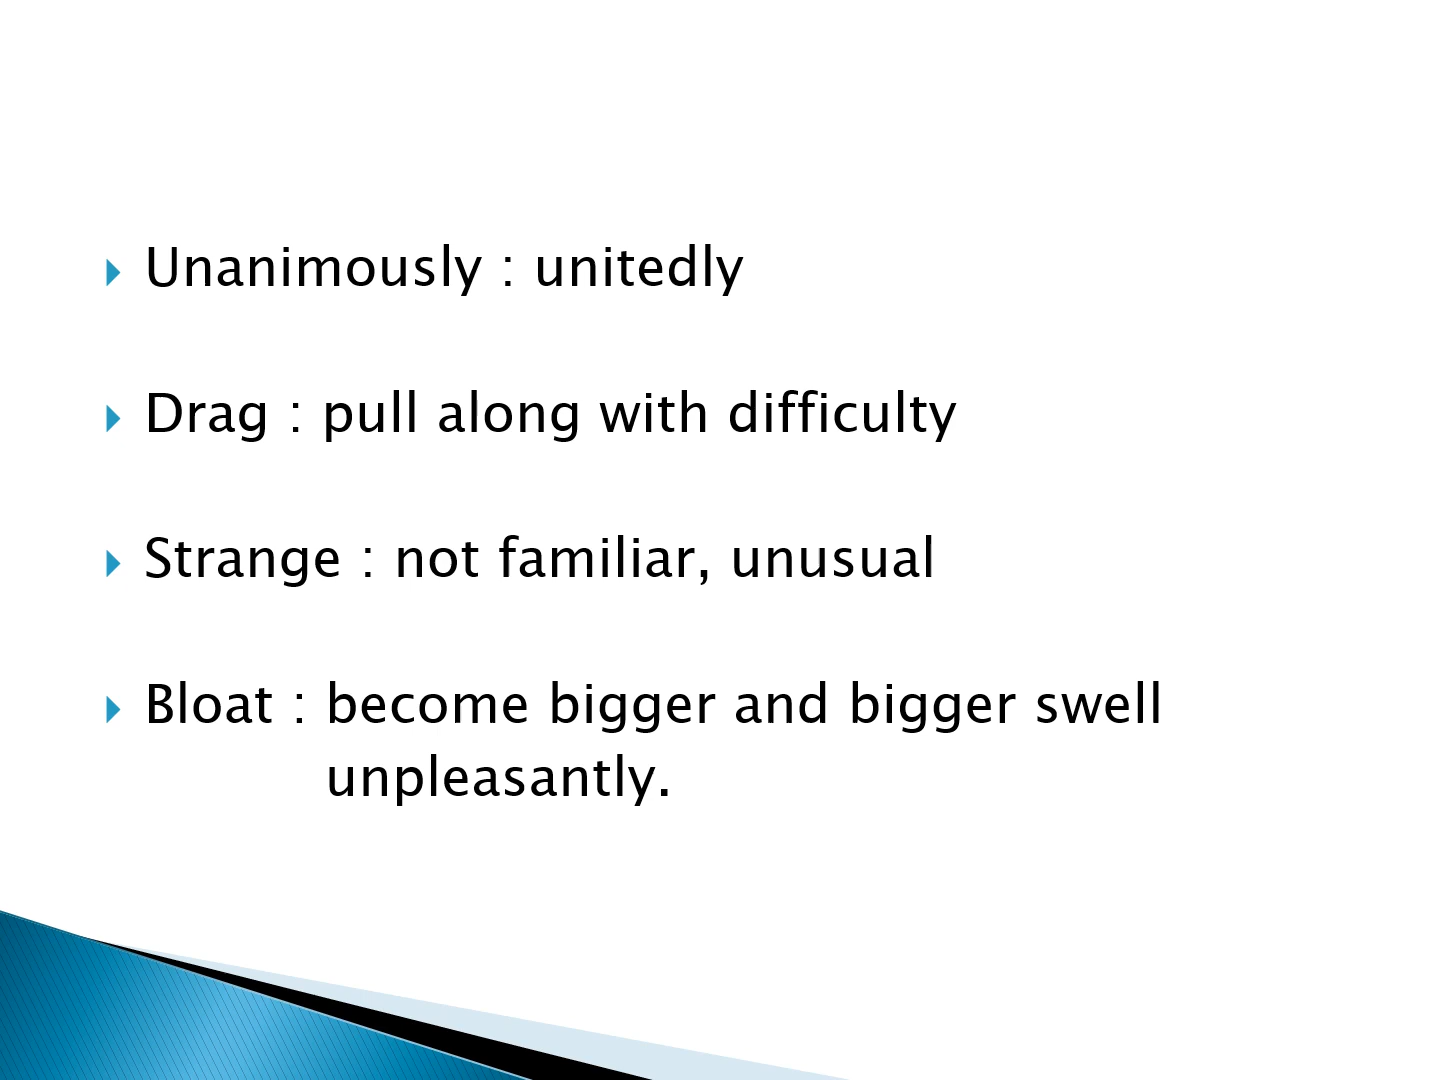 Unanimously : unitedly
Drag : pull along with difficulty
Strange : not familiar, unusual
Bloat : become bigger and bigger swell
unpleasantly.